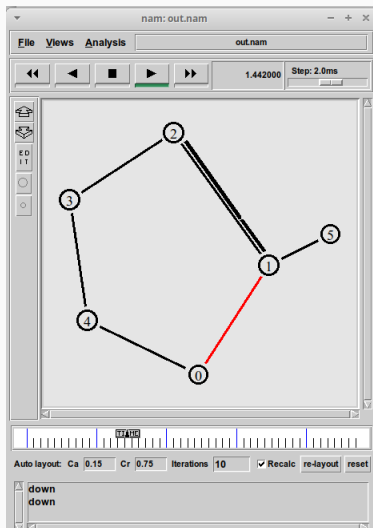 nam: out.nam
File Views Analysis out.nam
1.442000 Step: 2.0ms
ED
IT
2
3
5
1
4
0
TIME
Auto layout: Ca 0.15 Cr 0.75 Iterations 10 Recalc re-layout reset
down
down